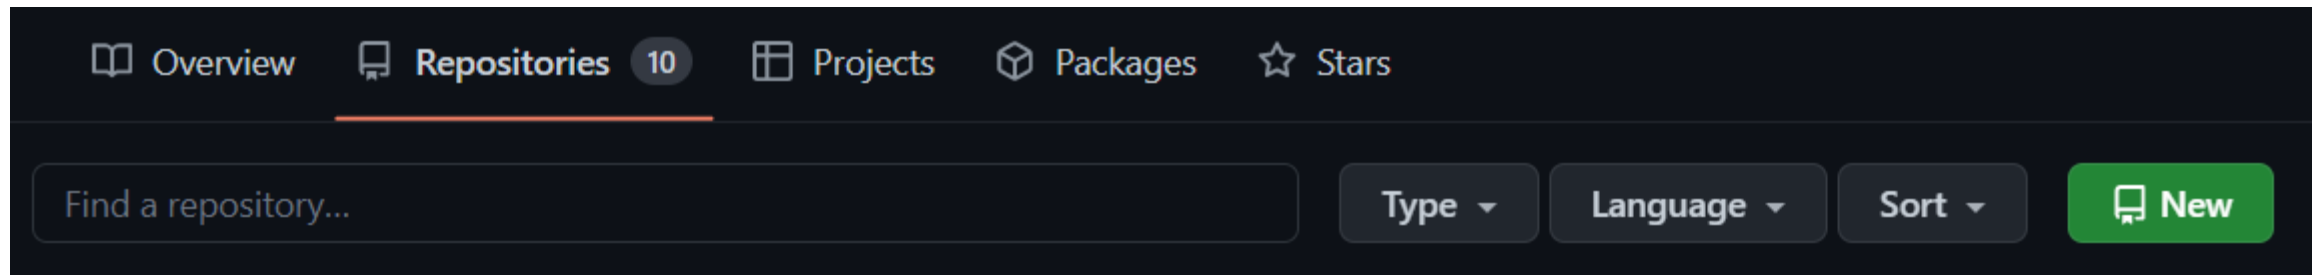 Overview Repositories 10 Projects Packages Stars
Find a repository... Type Language Sort New